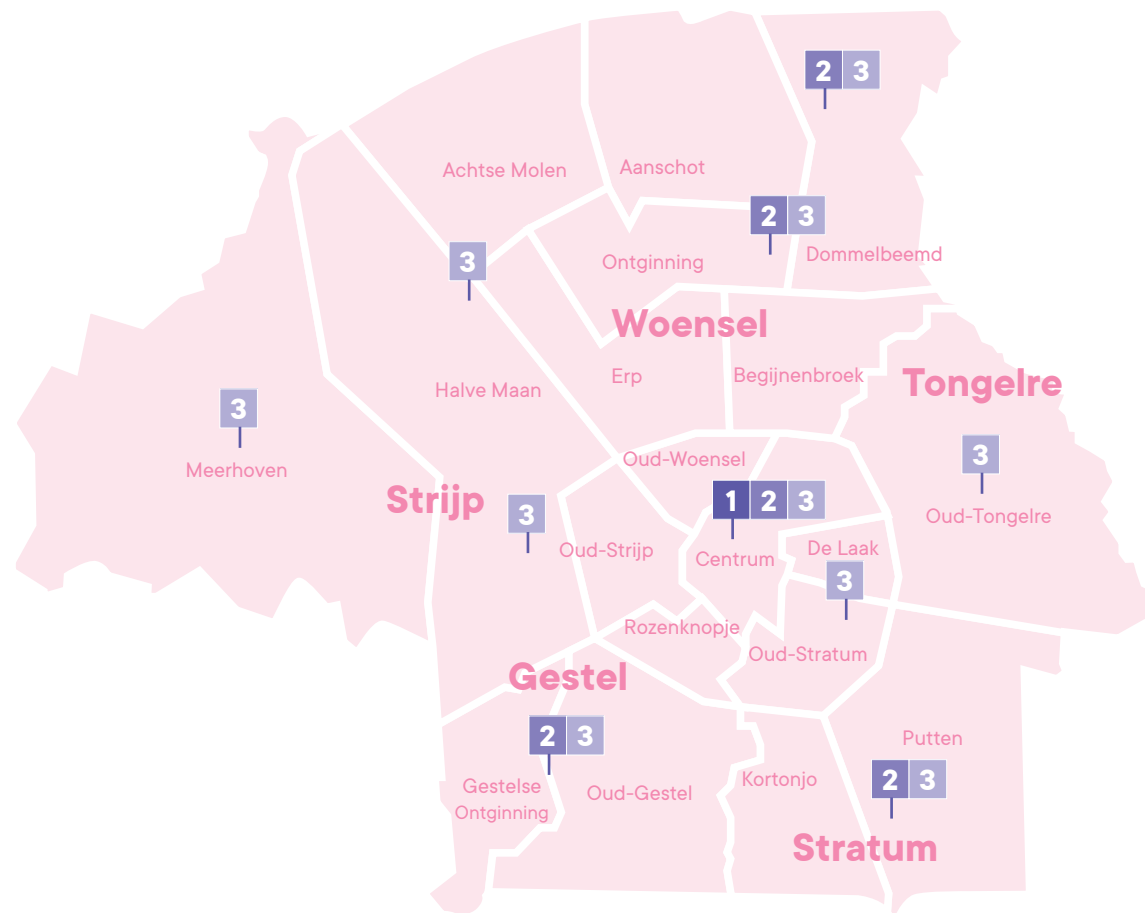 2 3
Achtse Molen
Aanschot
2 3
Dommelbeemd
3
Ontginning
Woensel
Erp
Begijnenbroek
Tongelre
Halve Maan
3
Meerhoven
3
Oud-Tongelre
Oud-Woensel
Strijp
3
1 2 3
Oud-Strijp
Centrum
De Laak
3
Rozenknopje
Oud-Stratum
Gestel
2 3
Gestelse
Ontginning
Oud-Gestel
Kortonjo
Putten
2 3
Stratum